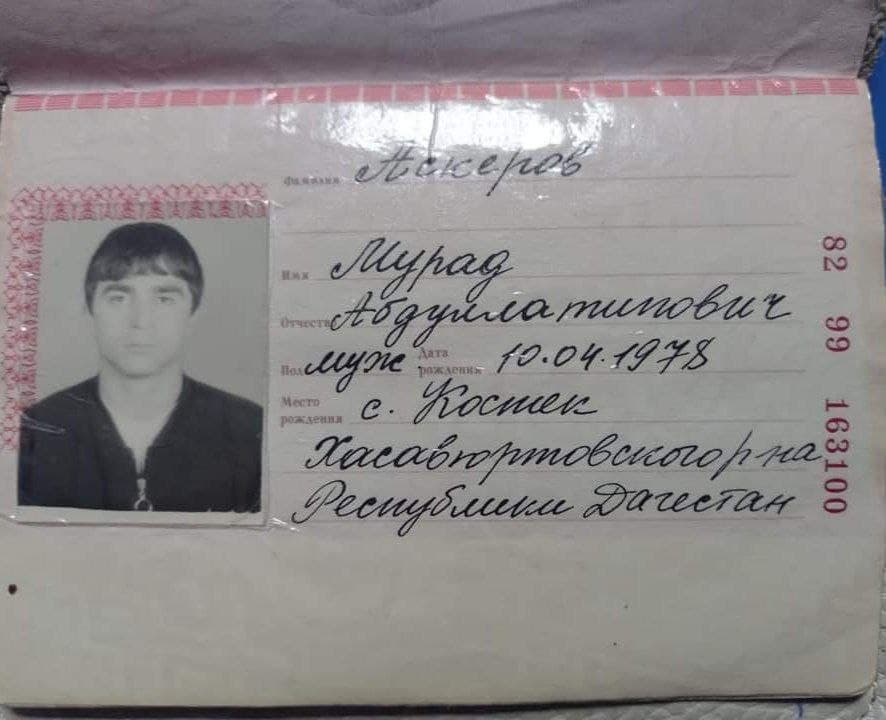 Фамилия Аскеров
Имя Мурад
Отчество Абдуллатипович
Пол муж Дата рождения 10.04.1978
Место рождения с. Костек
Хасавюртовского р-на
Республики Дагестан
82 99 163100